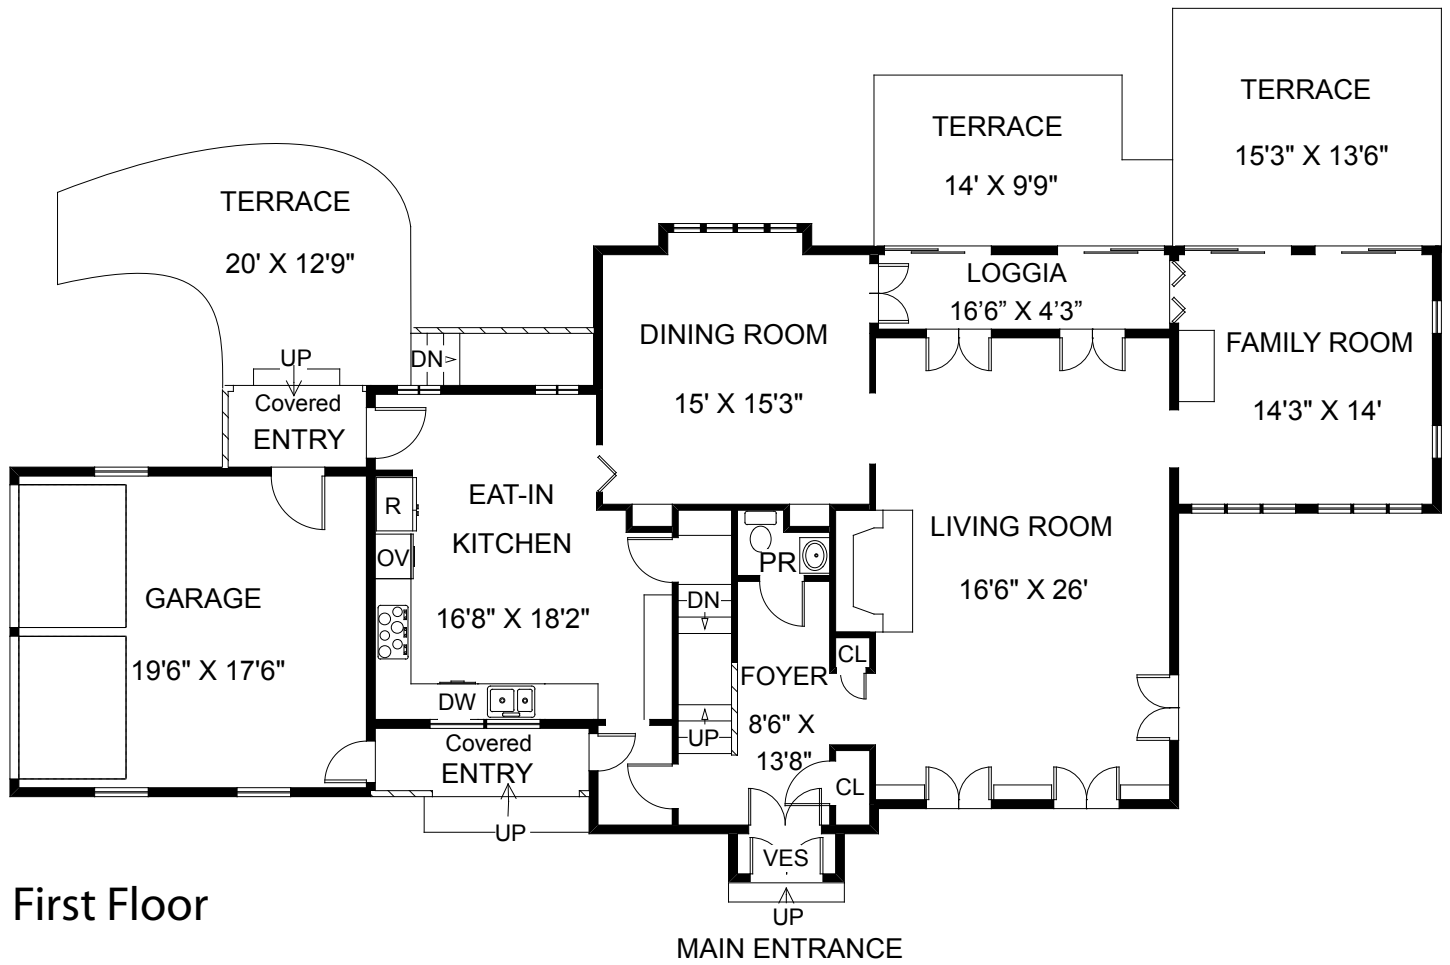 TERRACE
15'3" X 13'6"
TERRACE
14' X 9'9"
TERRACE
20' X 12'9"
LOGGIA
16’6” X 4’3”
DINING ROOM
15' X 15'3"
FAMILY ROOM
14'3" X 14'
UP
DN
Covered
ENTRY
R
EAT-IN
KITCHEN
16'8" X 18'2"
OV
LIVING ROOM
16'6" X 26'
PR
GARAGE
19'6" X 17'6"
DN
CL
FOYER
8'6" X
13'8"
DW
UP
Covered
ENTRY
CL
UP
VES
First Floor
UP
MAIN ENTRANCE